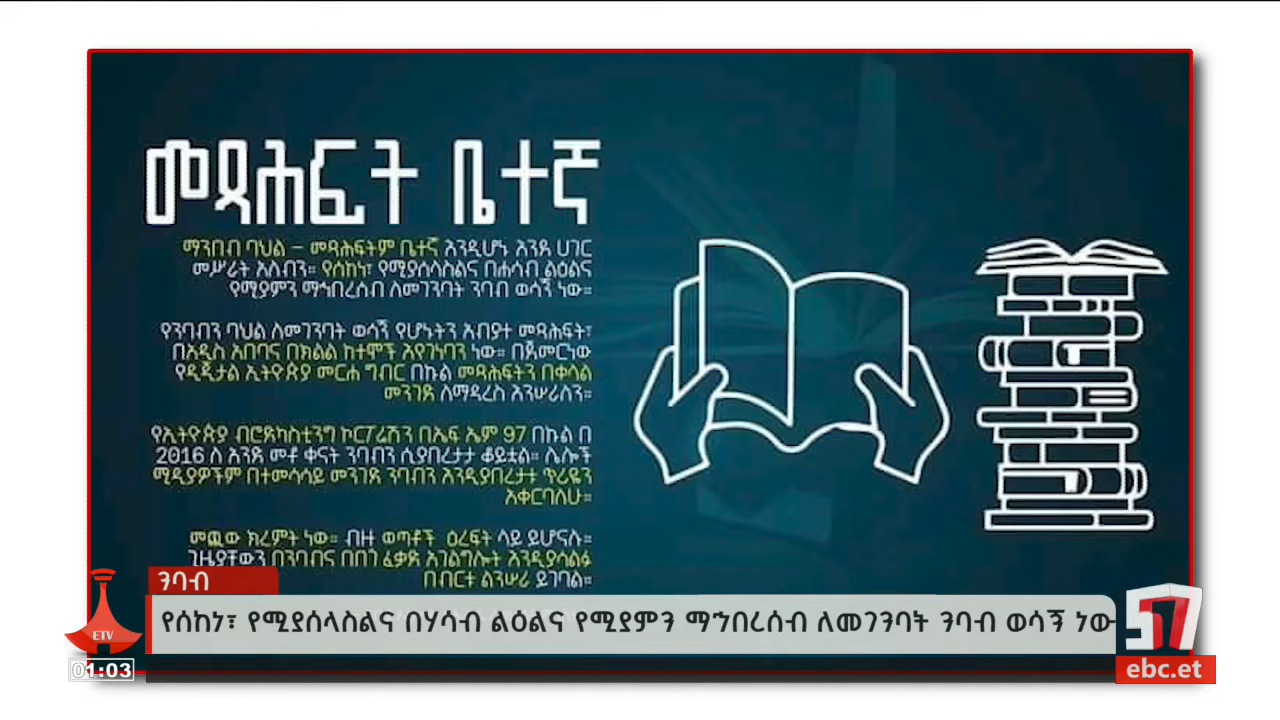 መጻሕፍት ቤተኛ
ማንበብ ባህል – መጻሕፍትም ቤተኛ እንዲሆኑ እንደ ሀገር
መሥራት አለብን። የሰከነ፣ የሚያሰላስልና በሐሳብ ልዕልና
የሚያምን ማኅበረሰብ ለመገንባት ንባብ ወሳኝ ነው።
የንባብን ባህል ለመገንባት ወሳኝ የሆነትን አብያተ መጻሕፍት፣
በአዲስ አበባና በክልል ከተሞች እየገነባን ነው። በጀመርነው
የዲጂታል ኢትዮጵያ መርሐ ግብር በኩል መጻሕፍትን በቀላል
መንገድ ለማዳረስ እንሠራለን።
የኢትዮጵያ ብሮድካስቲንግ ኮርፖሬሽን በኤፍ ኤም 97 በኩል በ
2016 ለ አንድ መቶ ቀናት ንባብን ሲያበረታታ ቆይቷል። ሌሎች
ሚዲያዎችም በተመሳሳይ መንገድ ንባብን እንዲያበረታቱ ጥሪዬን
አቀርባለሁ።
መጪው ክረምት ነው። ብዙ ወጣቶች ዕረፍት ላይ ይሆናሉ።
ጊዜያቸውን በንባብና በበጎ ፈቃድ አገልግሎት እንዲያሳልፉ
በብርቱ ልንሠራ ይገባል።
ንባብ
የሰከነ፣ የሚያሰላስልና በሃሳብ ልዕልና የሚያምን ማኅበረሰብ ለመገንባት ንባብ ወሳኝ ነው
ETV
01:03
57
ebc.et